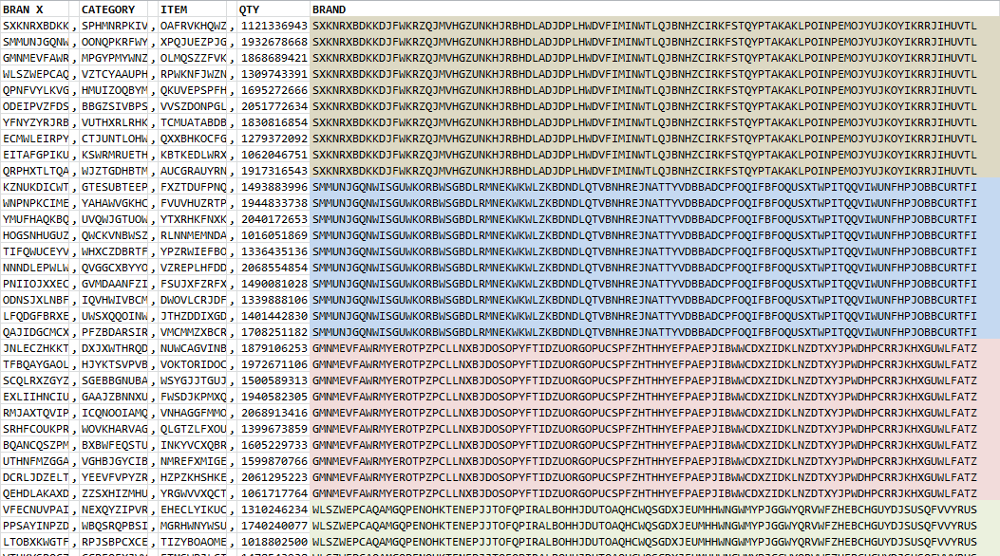 BRAN X CATEGORY ITEM QTY BRAND
SXKNRXBDKK , SPHMNRPKIV , OAFRVKHQWZ , 1121336943 SXKNRXBDKKDJFWKRZQJMVHGZUNKHJRBHDLADJDPLHWDVFIMINWTLQJBNHZCIRKFSTQYPTAKAKLPOINPEMOJYUJKOYIKRRJIHUVTL
SMMUNJGQNW , OONQPKRFWY , XPQJUEZPJG , 1932678668 SXKNRXBDKKDJFWKRZQJMVHGZUNKHJRBHDLADJDPLHWDVFIMINWTLQJBNHZCIRKFSTQYPTAKAKLPOINPEMOJYUJKOYIKRRJIHUVTL
GMNMEVFAWR , MPGYPMYWNZ , OLMQSZZFVK , 1868689421 SXKNRXBDKKDJFWKRZQJMVHGZUNKHJRBHDLADJDPLHWDVFIMINWTLQJBNHZCIRKFSTQYPTAKAKLPOINPEMOJYUJKOYIKRRJIHUVTL
WLSZWEPCAQ , VZTCYAAUPH , RPWKNFJWZN , 1309743391 SXKNRXBDKKDJFWKRZQJMVHGZUNKHJRBHDLADJDPLHWDVFIMINWTLQJBNHZCIRKFSTQYPTAKAKLPOINPEMOJYUJKOYIKRRJIHUVTL
QPNFVYLKVG , HMUIZOQBYM , QKUVEPSPFH , 1695272666 SXKNRXBDKKDJFWKRZQJMVHGZUNKHJRBHDLADJDPLHWDVFIMINWTLQJBNHZCIRKFSTQYPTAKAKLPOINPEMOJYUJKOYIKRRJIHUVTL
ODEIPVZFDS , BBGZSIVBPS , VVSZDONPGL , 2051772634 SXKNRXBDKKDJFWKRZQJMVHGZUNKHJRBHDLADJDPLHWDVFIMINWTLQJBNHZCIRKFSTQYPTAKAKLPOINPEMOJYUJKOYIKRRJIHUVTL
YFNYZYRJRB , VUTHXRLRHK , TCMUATABDB , 1830816854 SXKNRXBDKKDJFWKRZQJMVHGZUNKHJRBHDLADJDPLHWDVFIMINWTLQJBNHZCIRKFSTQYPTAKAKLPOINPEMOJYUJKOYIKRRJIHUVTL
ECMWLEIRPY , CTJUNTLOHW , QXXBHKOCFG , 1279372092 SXKNRXBDKKDJFWKRZQJMVHGZUNKHJRBHDLADJDPLHWDVFIMINWTLQJBNHZCIRKFSTQYPTAKAKLPOINPEMOJYUJKOYIKRRJIHUVTL
EITAFGPIKU , KSWRMRUETH , KBTKEDLWRX , 1062046751 SXKNRXBDKKDJFWKRZQJMVHGZUNKHJRBHDLADJDPLHWDVFIMINWTLQJBNHZCIRKFSTQYPTAKAKLPOINPEMOJYUJKOYIKRRJIHUVTL
QRPHXTLTQA , WJZTGDHBTM , AUCGRAUYRN , 1917316543 SXKNRXBDKKDJFWKRZQJMVHGZUNKHJRBHDLADJDPLHWDVFIMINWTLQJBNHZCIRKFSTQYPTAKAKLPOINPEMOJYUJKOYIKRRJIHUVTL
KZNUKDICWT , GTESUBTEEP , FXZTDUFPNQ , 1493883996 SMMUNJGQNWISGUWKORBWSGBDLRMNEKWKWLZKBDNDLQTVBNHREJNATTYVDBBADCPFOQIFBFOQUSXTWPITQQVIWUNFHPJOBBCURTFI
WNPNPKCIME , YAHAWVGKHC , FVUVHUZRTP , 1944833738 SMMUNJGQNWISGUWKORBWSGBDLRMNEKWKWLZKBDNDLQTVBNHREJNATTYVDBBADCPFOQIFBFOQUSXTWPITQQVIWUNFHPJOBBCURTFI
YMUFHAQKBQ , UVQWJGTUOW , YTXRHKFNXK , 2040172653 SMMUNJGQNWISGUWKORBWSGBDLRMNEKWKWLZKBDNDLQTVBNHREJNATTYVDBBADCPFOQIFBFOQUSXTWPITQQVIWUNFHPJOBBCURTFI
HOGSNHUGUZ , QWCKVNBWSZ , RLNNMEMNDA , 1016051869 SMMUNJGQNWISGUWKORBWSGBDLRMNEKWKWLZKBDNDLQTVBNHREJNATTYVDBBADCPFOQIFBFOQUSXTWPITQQVIWUNFHPJOBBCURTFI
TIFQWUCEYV , WHXCZDBRTF , YPZRWIEFBO , 1336435136 SMMUNJGQNWISGUWKORBWSGBDLRMNEKWKWLZKBDNDLQTVBNHREJNATTYVDBBADCPFOQIFBFOQUSXTWPITQQVIWUNFHPJOBBCURTFI
NNNDLEPWLW , QVGGCXBYYO , VZREPLHFDD , 2068554854 SMMUNJGQNWISGUWKORBWSGBDLRMNEKWKWLZKBDNDLQTVBNHREJNATTYVDBBADCPFOQIFBFOQUSXTWPITQQVIWUNFHPJOBBCURTFI
PNIIOJXXEC , GVMDAANFZI , FSUJXFZRFX , 1490081028 SMMUNJGQNWISGUWKORBWSGBDLRMNEKWKWLZKBDNDLQTVBNHREJNATTYVDBBADCPFOQIFBFOQUSXTWPITQQVIWUNFHPJOBBCURTFI
ODNSJXLNBF , IQVHWIVBCM , DWOVLCRJDF , 1339888106 SMMUNJGQNWISGUWKORBWSGBDLRMNEKWKWLZKBDNDLQTVBNHREJNATTYVDBBADCPFOQIFBFOQUSXTWPITQQVIWUNFHPJOBBCURTFI
LFQDGFBRXE , UWSXQQOINW , JTHZDDIXGD , 1401442830 SMMUNJGQNWISGUWKORBWSGBDLRMNEKWKWLZKBDNDLQTVBNHREJNATTYVDBBADCPFOQIFBFOQUSXTWPITQQVIWUNFHPJOBBCURTFI
QAJIDGCMCX , PFZBDARSIR , VMCMMZXBCR , 1708251182 SMMUNJGQNWISGUWKORBWSGBDLRMNEKWKWLZKBDNDLQTVBNHREJNATTYVDBBADCPFOQIFBFOQUSXTWPITQQVIWUNFHPJOBBCURTFI
JNLECZHKKT , DXJXWTHRQD , NUWCAGVINB , 1879106253 GMNMEVFAWRMYEROTPZPCLLNXBJDOSOPYFTIDZUORGOPUCSPFZHTHHYEFPAEPJIBWWCDXZIDKLNZDTXYJPWDHPCRRJKHXGUWLFATZ
TFBQAYGAOL , HJYKTSVPVB , VOKTORIDOC , 1972671106 GMNMEVFAWRMYEROTPZPCLLNXBJDOSOPYFTIDZUORGOPUCSPFZHTHHYEFPAEPJIBWWCDXZIDKLNZDTXYJPWDHPCRRJKHXGUWLFATZ
SCQLRXZGYZ , SGEBBGNUBA , WSYGJJTGUJ , 1500589313 GMNMEVFAWRMYEROTPZPCLLNXBJDOSOPYFTIDZUORGOPUCSPFZHTHHYEFPAEPJIBWWCDXZIDKLNZDTXYJPWDHPCRRJKHXGUWLFATZ
EXLIIHNCIU , GAAJZBNNXU , FWSDJKPMXQ , 1940582305 GMNMEVFAWRMYEROTPZPCLLNXBJDOSOPYFTIDZUORGOPUCSPFZHTHHYEFPAEPJIBWWCDXZIDKLNZDTXYJPWDHPCRRJKHXGUWLFATZ
RMJAXTQVIP , ICQNOOIAMQ , VNHAGGFMMO , 2068913416 GMNMEVFAWRMYEROTPZPCLLNXBJDOSOPYFTIDZUORGOPUCSPFZHTHHYEFPAEPJIBWWCDXZIDKLNZDTXYJPWDHPCRRJKHXGUWLFATZ
SRHFCOUKPR , WOVKHARVAG , QLGTZLFXOU , 1399673859 GMNMEVFAWRMYEROTPZPCLLNXBJDOSOPYFTIDZUORGOPUCSPFZHTHHYEFPAEPJIBWWCDXZIDKLNZDTXYJPWDHPCRRJKHXGUWLFATZ
BQANCQSZPM , BXBWFEQSTU , INKYVCXQBR , 1605229733 GMNMEVFAWRMYEROTPZPCLLNXBJDOSOPYFTIDZUORGOPUCSPFZHTHHYEFPAEPJIBWWCDXZIDKLNZDTXYJPWDHPCRRJKHXGUWLFATZ
UTHNFMZGGA , VGHBJGYCIB , NMREFXMIGE , 1599870766 GMNMEVFAWRMYEROTPZPCLLNXBJDOSOPYFTIDZUORGOPUCSPFZHTHHYEFPAEPJIBWWCDXZIDKLNZDTXYJPWDHPCRRJKHXGUWLFATZ
DCRLJDZELT , YEEVFVPYZR , HZPZKHSHKE , 2061295223 GMNMEVFAWRMYEROTPZPCLLNXBJDOSOPYFTIDZUORGOPUCSPFZHTHHYEFPAEPJIBWWCDXZIDKLNZDTXYJPWDHPCRRJKHXGUWLFATZ
QEHDLAKAXD , ZZSXHIZMHU , YRGWVVXQCT , 1061717764 GMNMEVFAWRMYEROTPZPCLLNXBJDOSOPYFTIDZUORGOPUCSPFZHTHHYEFPAEPJIBWWCDXZIDKLNZDTXYJPWDHPCRRJKHXGUWLFATZ
VFECNUVPAI , NEXQYZIPVR , EHECLYIKUC , 1310246234 WLSZWEPCAQAMGQPENOHKTENEPJJTOFQPIRALBOHHJDUTOAQHCWQSGDXJEUMHHWNGWMYPJGGWYQRVWFZHEBCHGUYDJSUSQFVVYRUS
PPSAYINPZD , WBQSRQPBSI , MGRHWNYWSU , 1740240077 WLSZWEPCAQAMGQPENOHKTENEPJJTOFQPIRALBOHHJDUTOAQHCWQSGDXJEUMHHWNGWMYPJGGWYQRVWFZHEBCHGUYDJSUSQFVVYRUS
LTOBXKWGTF , RPJSBPCXCE , TIZYBOAOME , 1018802500 WLSZWEPCAQAMGQPENOHKTENEPJJTOFQPIRALBOHHJDUTOAQHCWQSGDXJEUMHHWNGWMYPJGGWYQRVWFZHEBCHGUYDJSUSQFVVYRUS